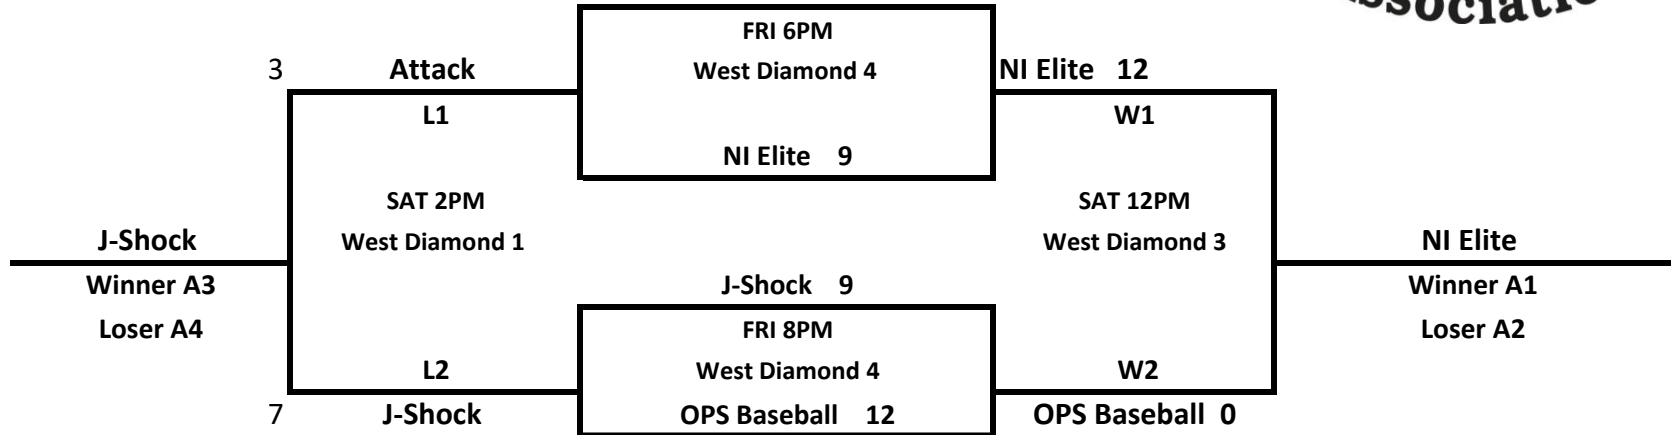 ssociatio
FRI 6PM
3 Attack West Diamond 4 NI Elite 12
L1 W1
NI Elite 9
SAT 2PM SAT 12PM
J-Shock West Diamond 1 West Diamond 3 NI Elite
Winner A3 J-Shock 9 Winner A1
Loser A4 FRI 8PM Loser A2
L2 West Diamond 4 W2
7 J-Shock OPS Baseball 12 OPS Baseball 0